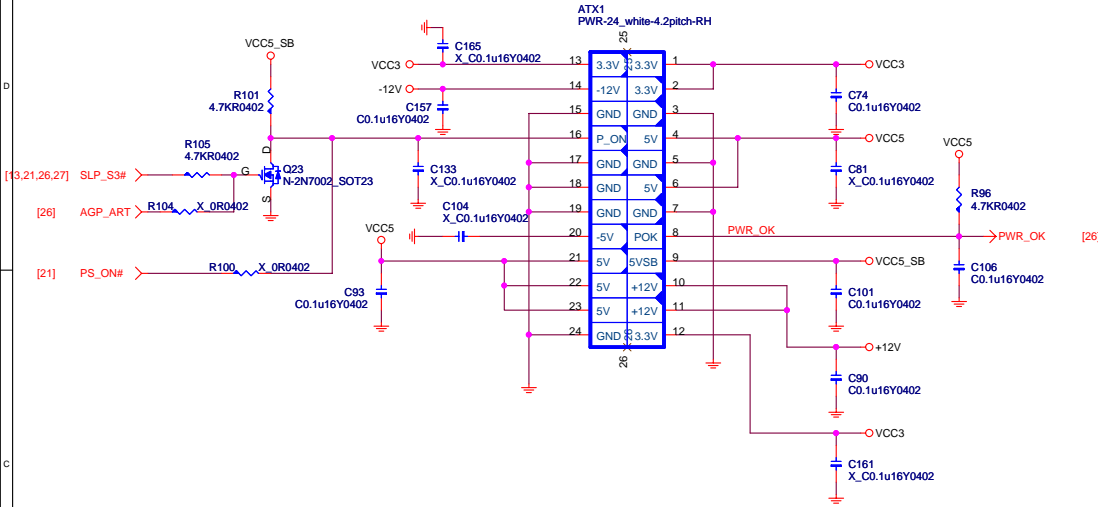 ATX1
PWR-24_white-4.2pitch-RH
25
VCC5_SB
C165
X_C0.1u16Y0402
VCC3
13
3.3V
25
3.3V
1
VCC3
-12V
14
-12V
3.3V
2
D
R101
4.7KR0402
C157
C0.1u16Y0402
15
GND
GND
3
C74
C0.1u16Y0402
16
P_ON
5V
4
VCC5
R105
4.7KR0402
D
G
S
Q23
N-2N7002_SOT23
C133
X_C0.1u16Y0402
17
GND
GND
5
C81
X_C0.1u16Y0402
VCC5
[13,21,26,27]
SLP_S3#
18
GND
5V
6
R96
4.7KR0402
[26]
AGP_ART
R104
X_0R0402
C104
X_C0.1u16Y0402
19
GND
GND
7
VCC5
20
-5V
POK
8
PWR_OK
PWR_OK
[26]
21
5V
5VSB
9
VCC5_SB
C106
C0.1u16Y0402
[21]
PS_ON#
R100
X_0R0402
22
5V
+12V
10
C93
C0.1u16Y0402
C101
C0.1u16Y0402
23
5V
+12V
11
24
GND
26
3.3V
12
+12V
26
C90
C0.1u16Y0402
VCC3
C
C161
X_C0.1u16Y0402